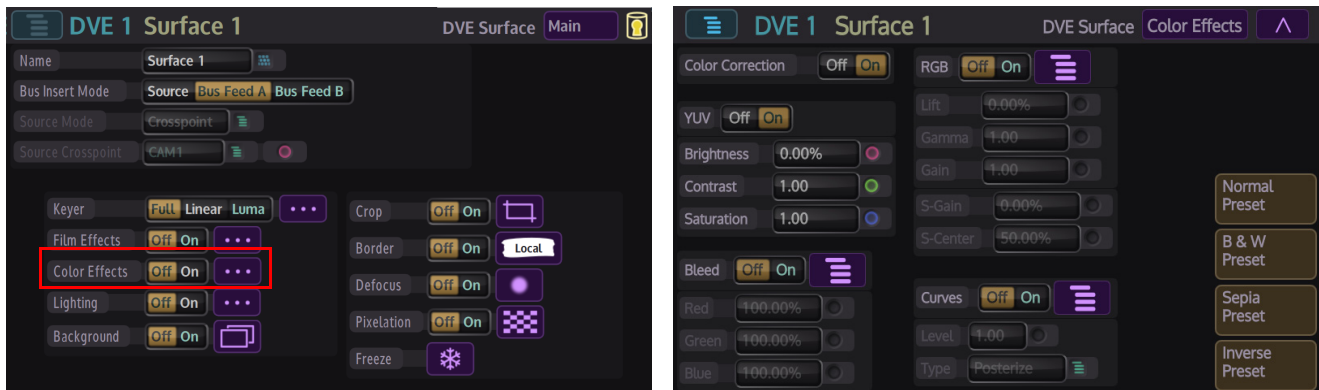 DVE 1 Surface 1 DVE Surface Main
Name Surface 1
Bus Insert Mode Source Bus Feed A Bus Feed B
Source Mode Crosspoint
Source Crosspoint CAM1
Keyer Full Linear Luma
Film Effects Off On
Color Effects Off On
Lighting Off On
Background Off On
Crop Off On
Border Off On Local
Defocus Off On
Pixelation Off On
Freeze
DVE 1 Surface 1 DVE Surface Color Effects
Color Correction Off On
YUV Off On
Brightness 0.00%
Contrast 1.00
Saturation 1.00
Bleed Off On
Red 100.00%
Green 100.00%
Blue 100.00%
RGB Off On
Lift 0.00%
Gamma 1.00
Gain 1.00
S-Gain 0.00%
S-Center 50.00%
Curves Off On
Level 1.00
Type Posterize
Normal
Preset
B & W
Preset
Sepia
Preset
Inverse
Preset